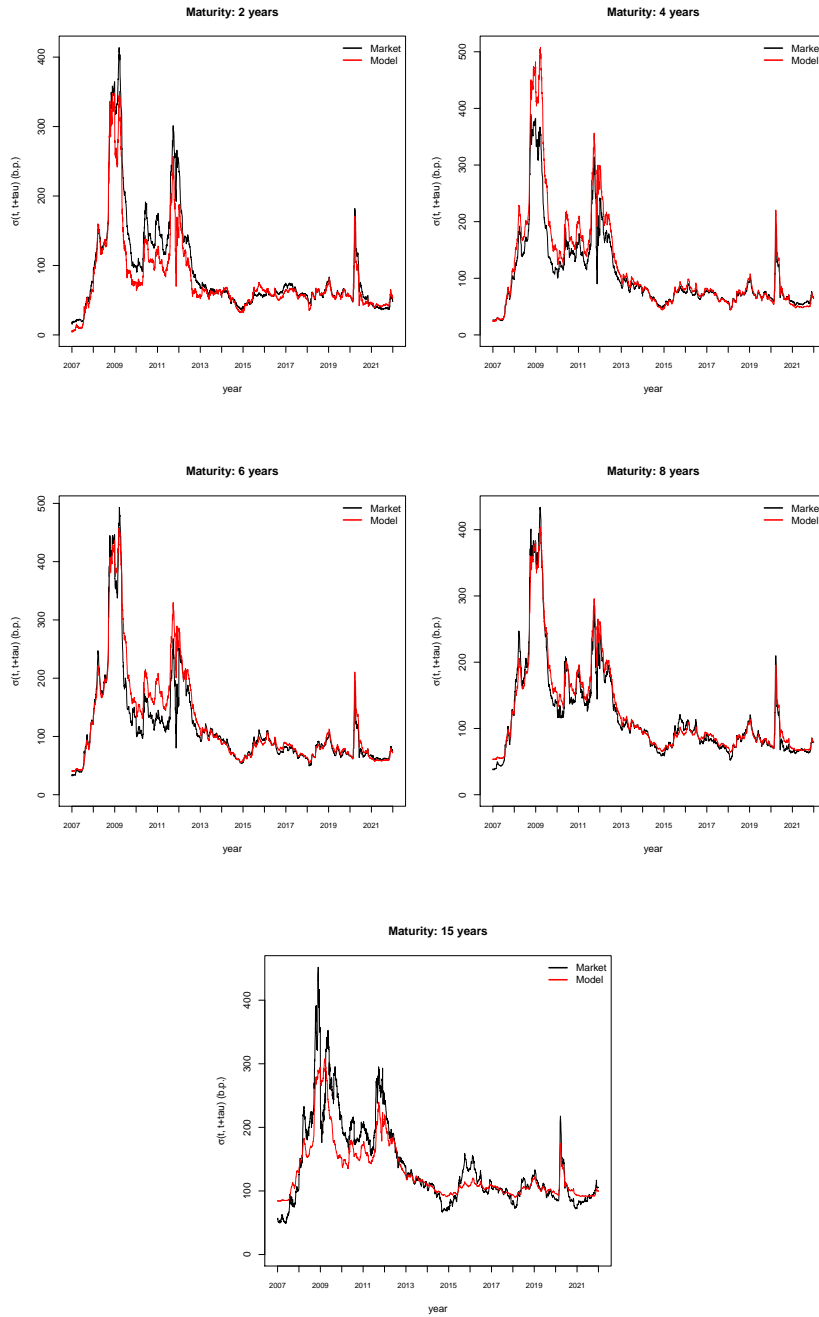 Maturity: 2 years
Market
Model
σ(t, t+tau) (b.p.)
400
300
200
100
0
2007 2009 2011 2013 2015 2017 2019 2021
year
Maturity: 4 years
Market
Model
σ(t, t+tau) (b.p.)
500
400
300
200
100
0
2007 2009 2011 2013 2015 2017 2019 2021
year
Maturity: 6 years
Market
Model
σ(t, t+tau) (b.p.)
500
400
300
200
100
0
2007 2009 2011 2013 2015 2017 2019 2021
year
Maturity: 8 years
Market
Model
σ(t, t+tau) (b.p.)
400
300
200
100
0
2007 2009 2011 2013 2015 2017 2019 2021
year
Maturity: 15 years
Market
Model
σ(t, t+tau) (b.p.)
400
300
200
100
0
2007 2009 2011 2013 2015 2017 2019 2021
year